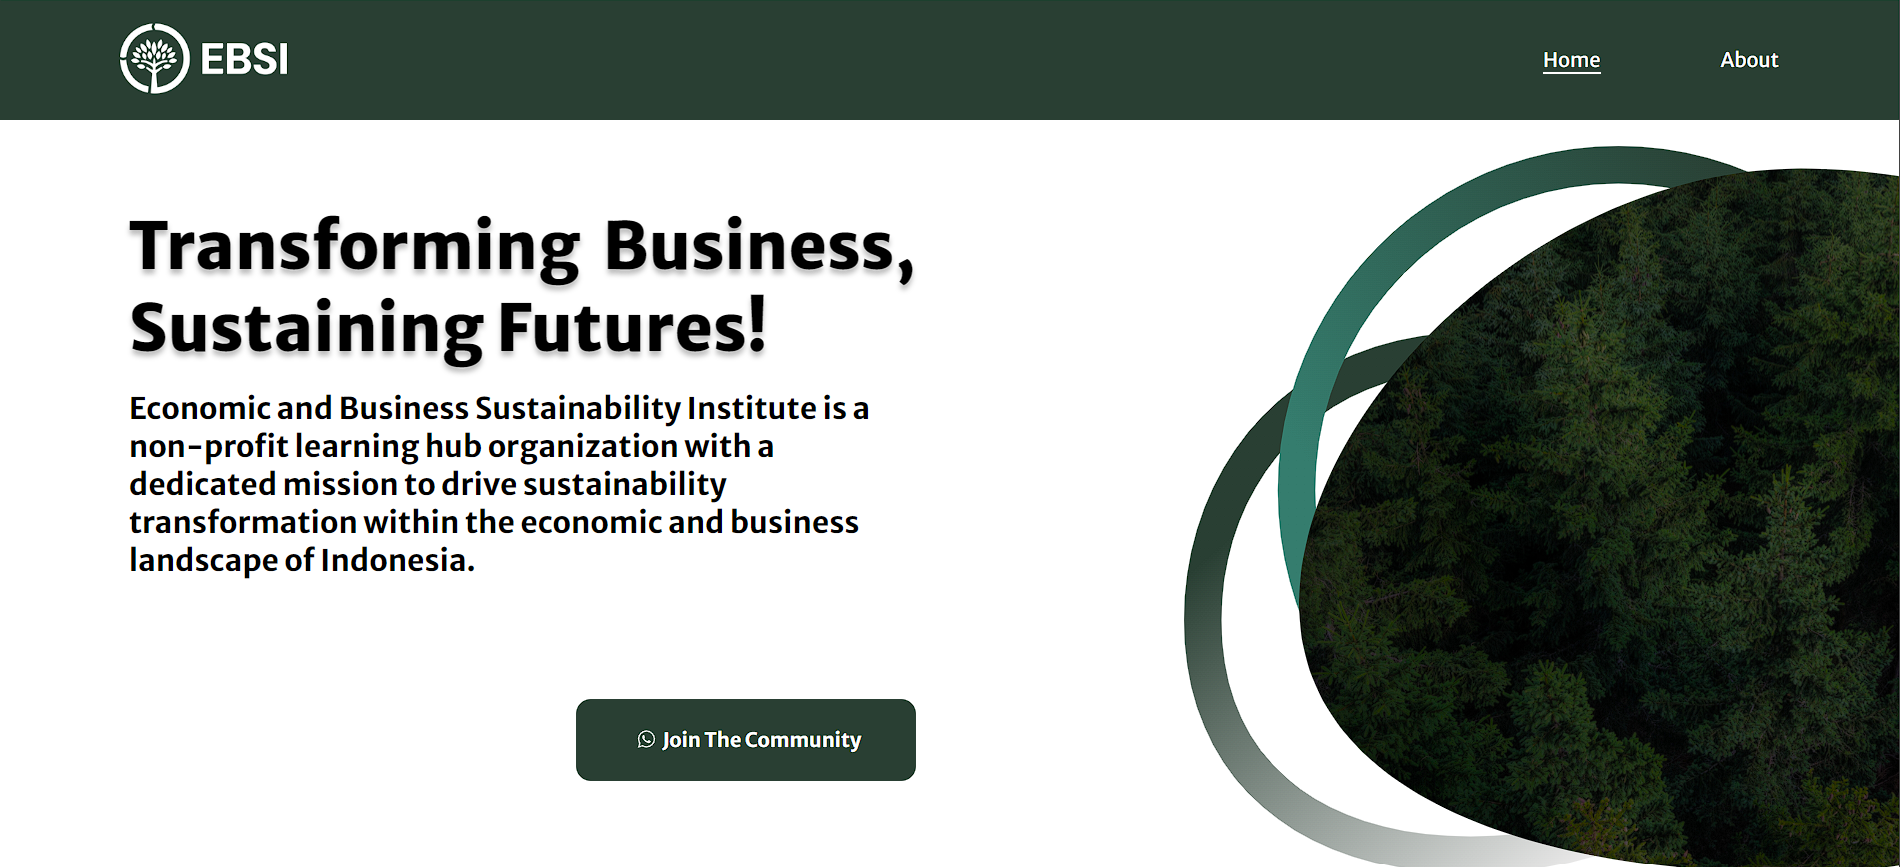 EBSI
Home
About
Transforming Business,
Sustaining Futures!
Economic and Business Sustainability Institute is a
non-profit learning hub organization with a
dedicated mission to drive sustainability
transformation within the economic and business
landscape of Indonesia.
Join The Community